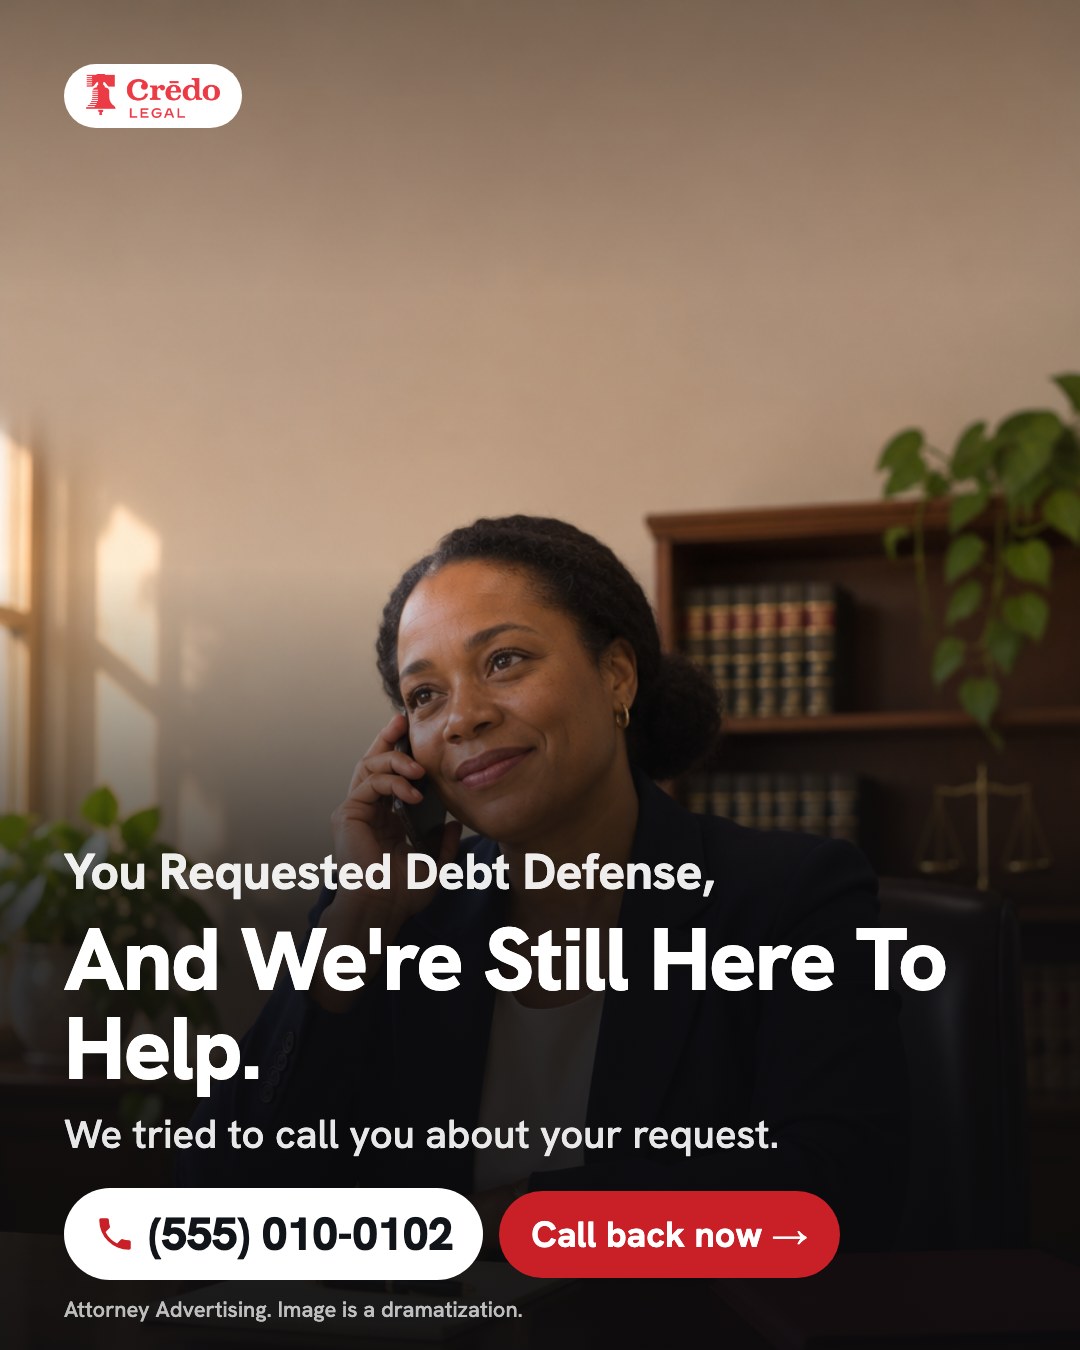 Crēdo
LEGAL
You Requested Debt Defense,
And We're Still Here To
Help.
We tried to call you about your request.
(555) 010-0102
Call back now →
Attorney Advertising. Image is a dramatization.